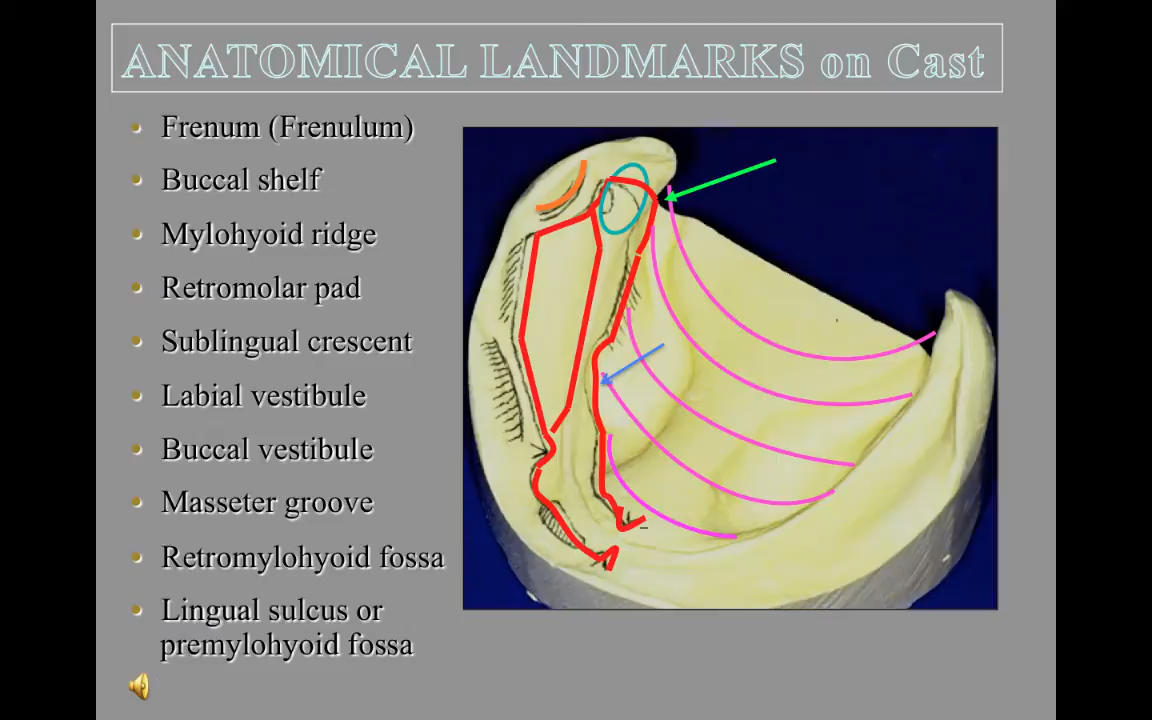 ANATOMICAL LANDMARKS on Cast
• Frenum (Frenulum)
• Buccal shelf
• Mylohyoid ridge
• Retromolar pad
• Sublingual crescent
• Labial vestibule
• Buccal vestibule
• Masseter groove
• Retromylohyoid fossa
• Lingual sulcus or
premylohyoid fossa